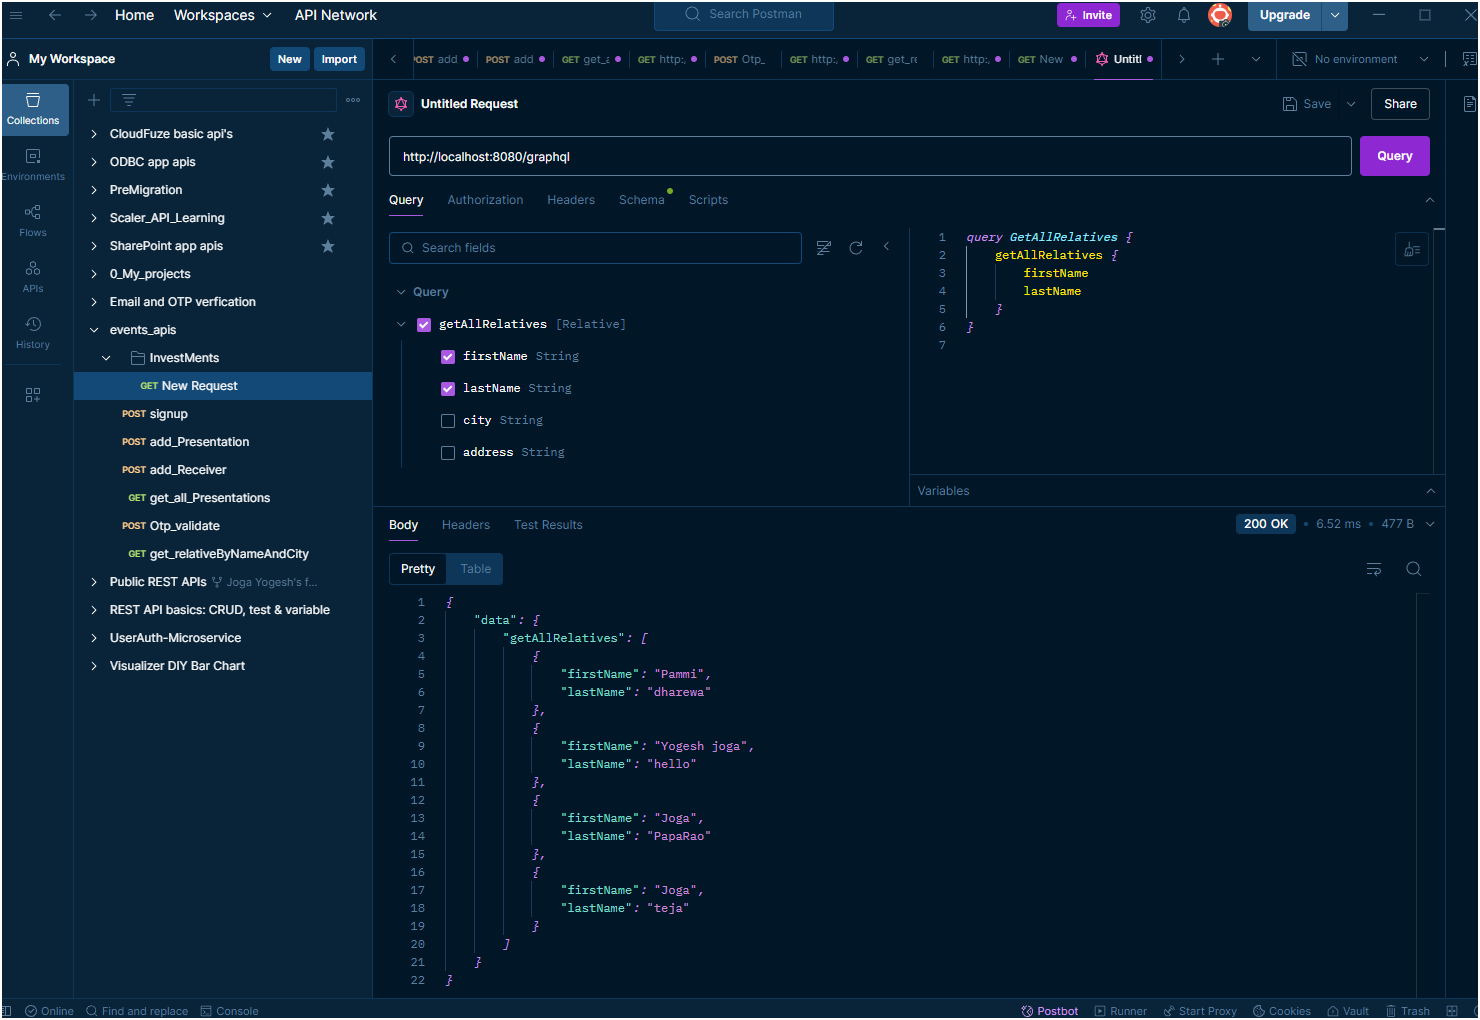 Home Workspaces API Network Search Postman Invite Upgrade
My Workspace New Import
POST add POST add GET get_a GET http:, POST Otp_ GET http:, GET get_re GET http:, GET New Untitl No environment
Collections
Environments
Flows
APIs
History
CloudFuze basic api's
ODBC app apis
PreMigration
Scaler_API_Learning
SharePoint app apis
0_My_projects
Email and OTP verfication
events_apis
InvestMents
GET New Request
POST signup
POST add_Presentation
POST add_Receiver
GET get_all_Presentations
POST Otp_validate
GET get_relativeByNameAndCity
Public REST APIs Joga Yogesh's f...
REST API basics: CRUD, test & variable
UserAuth-Microservice
Visualizer DIY Bar Chart
Untitled Request Save Share
http://localhost:8080/graphql Query
Query Authorization Headers Schema Scripts
Search fields
Query
getAllRelatives [Relative]
firstName String
lastName String
city String
address String
1 query GetAllRelatives {
2 getAllRelatives {
3 firstName
4 lastName
5 }
6 }
7
Variables
Body Headers Test Results 200 OK • 6.52 ms • 477 B
Pretty Table
1 {
2 "data": {
3 "getAllRelatives": [
4 {
5 "firstName": "Pammi",
6 "lastName": "dharewa"
7 },
8 {
9 "firstName": "Yogesh joga",
10 "lastName": "hello"
11 },
12 {
13 "firstName": "Joga",
14 "lastName": "PapaRao"
15 },
16 {
17 "firstName": "Joga",
18 "lastName": "teja"
19 }
20 ]
21 }
22 }
Online Find and replace Console Postbot Runner Start Proxy Cookies Vault Trash